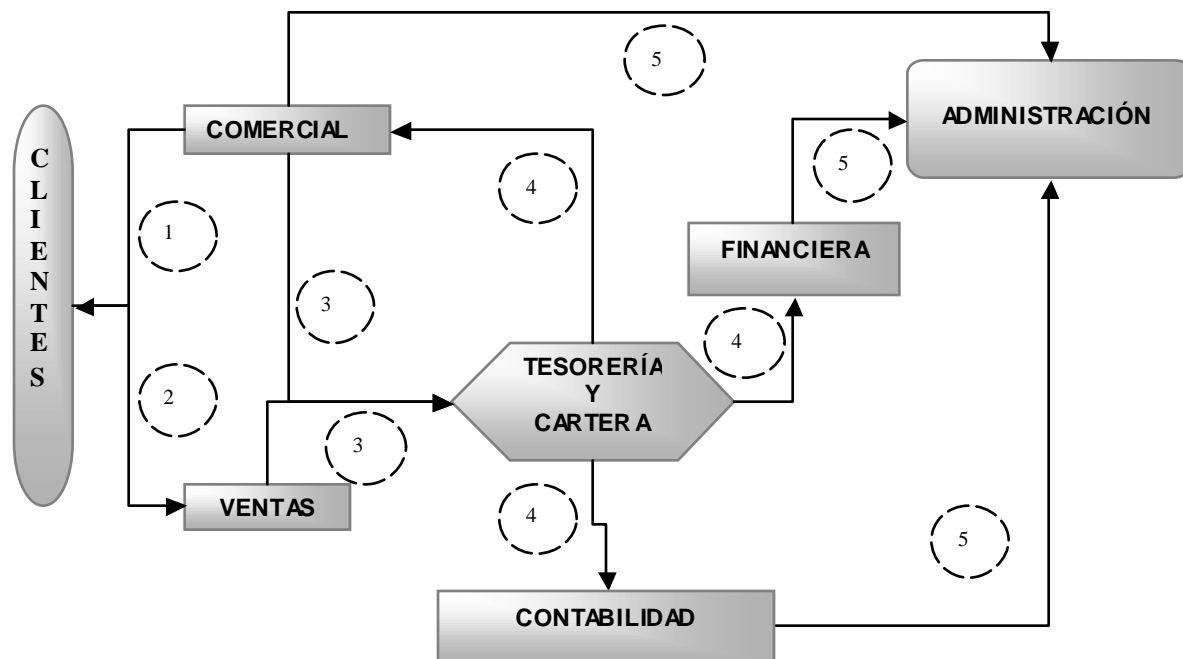 5
ADMINISTRACIÓN
COMERCIAL
C
L
I
E
N
T
E
S
4
5
1
FINANCIERA
3
4
TESORERÍA
Y
CARTERA
2
3
VENTAS
4
5
CONTABILIDAD